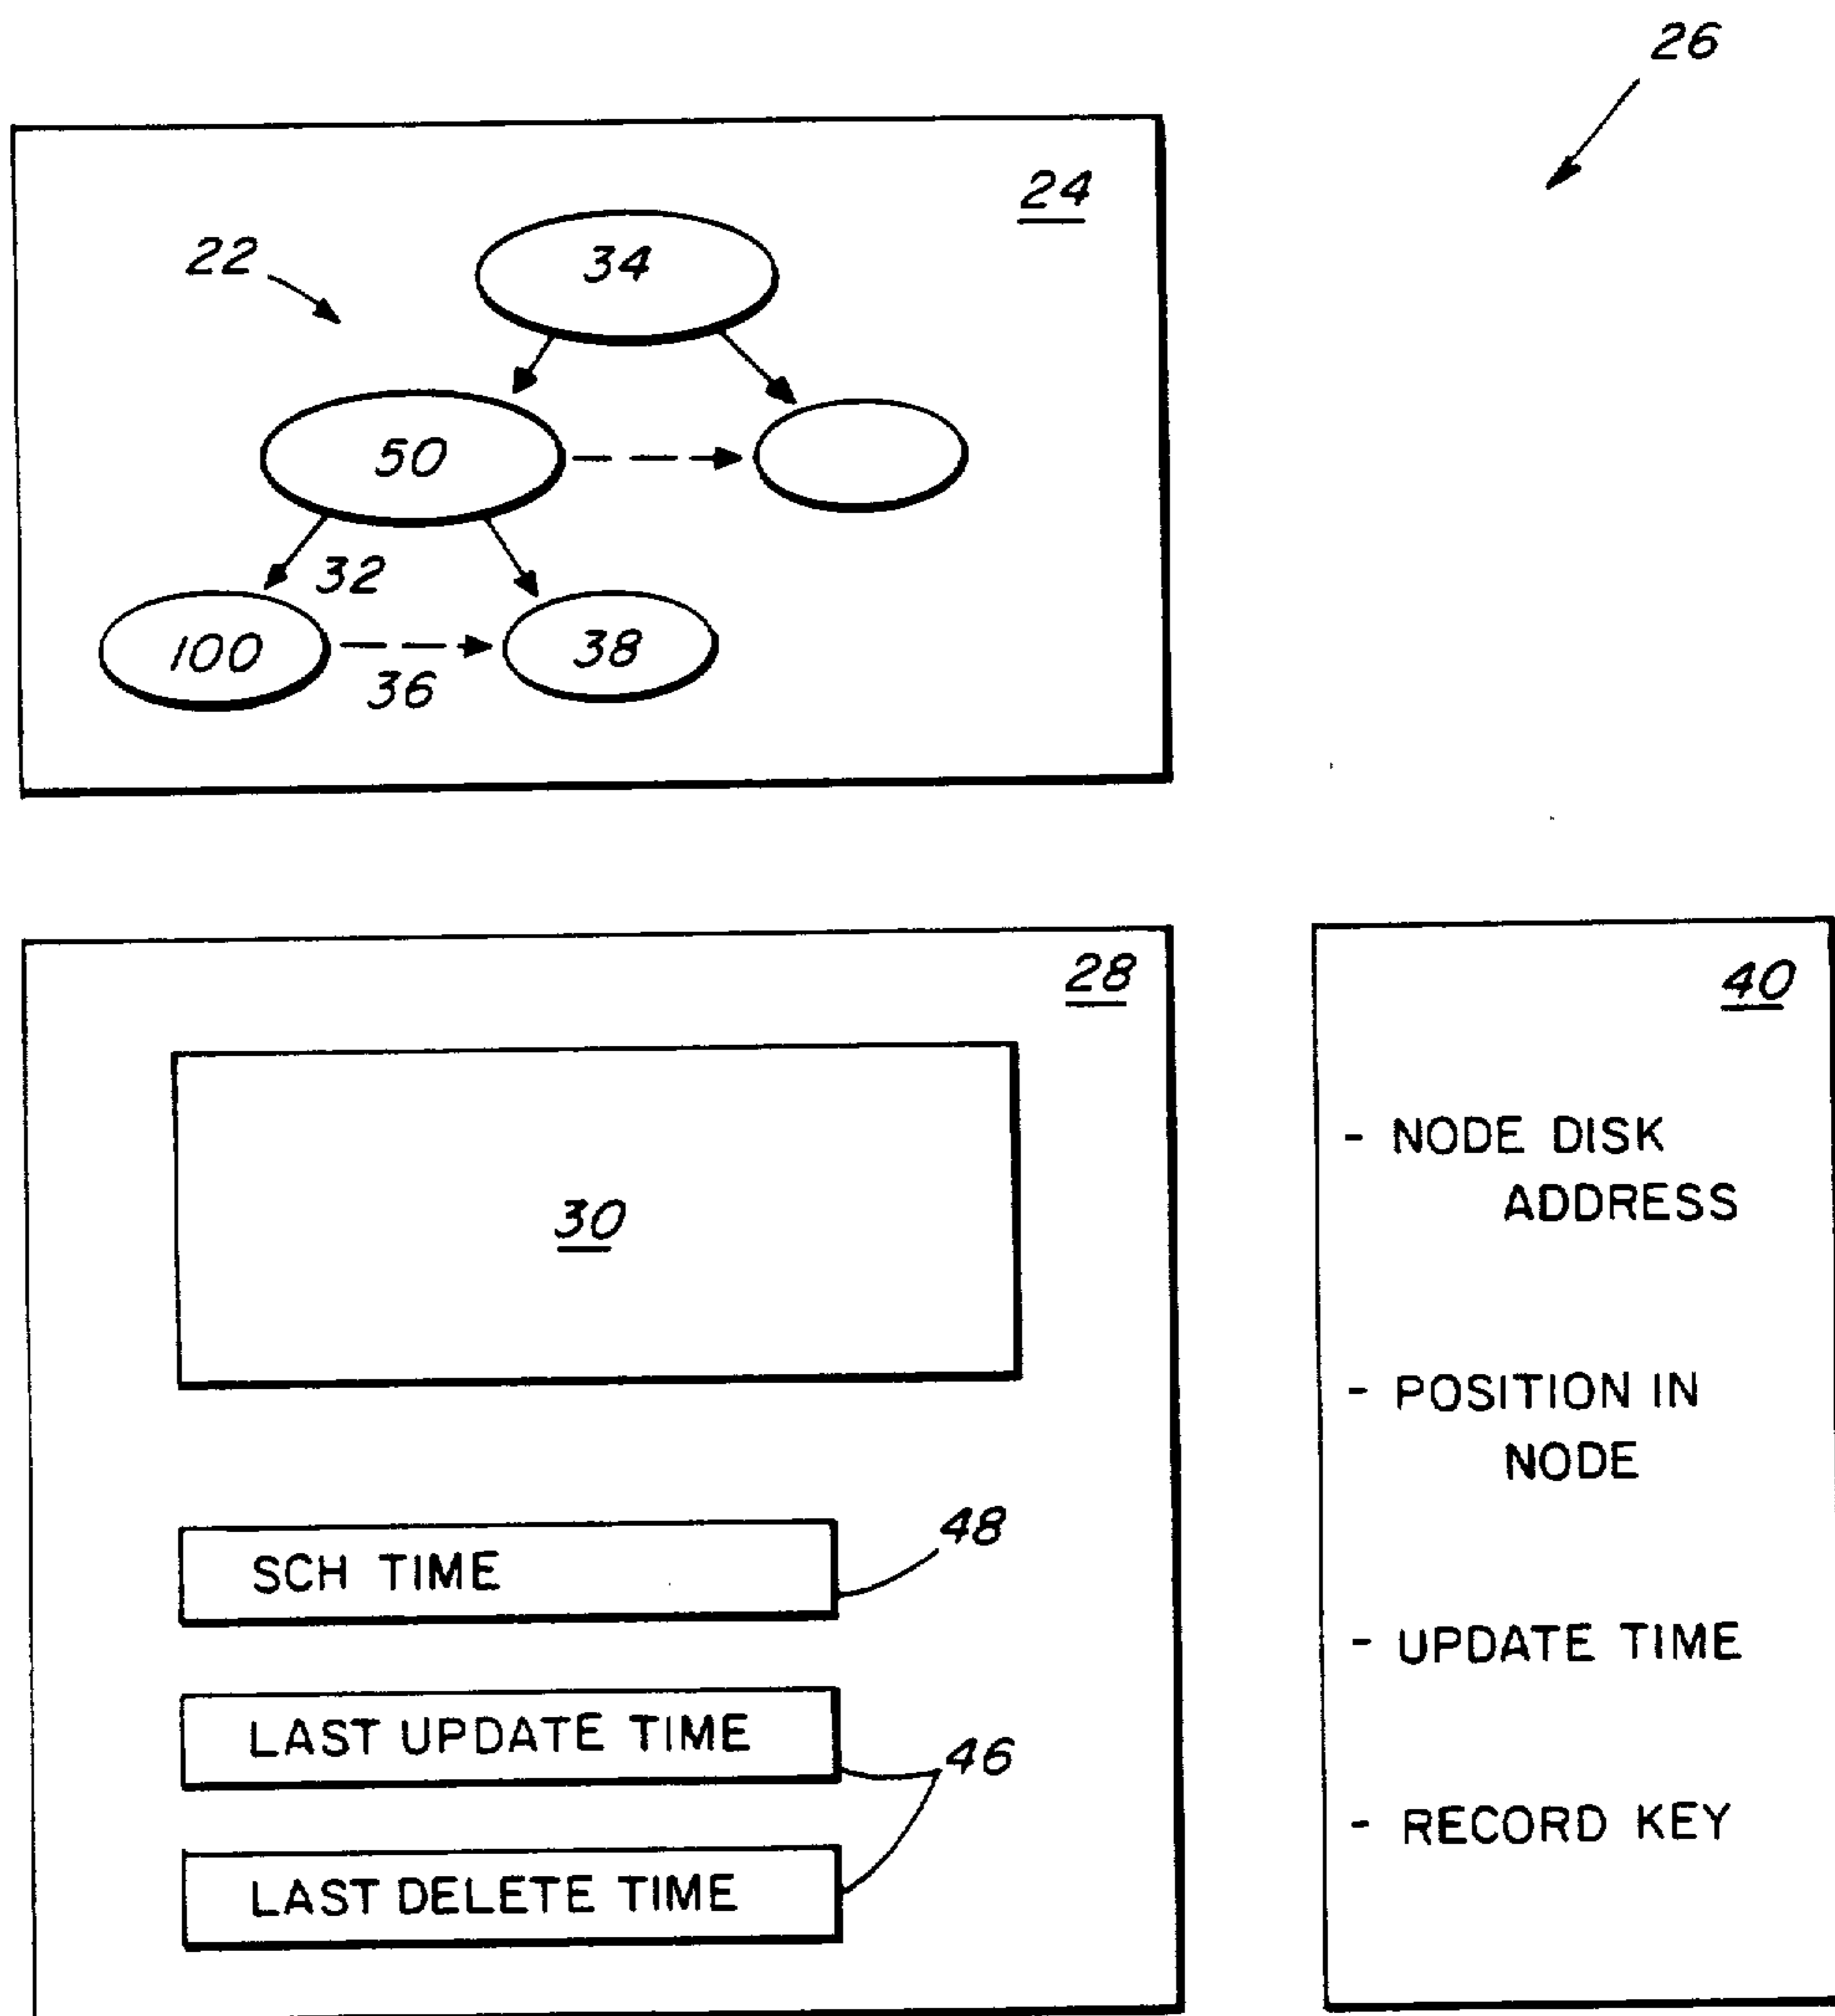 26
24
22
34
50
32
100
38
36
28
40
30
- NODE DISK
ADDRESS
- POSITION IN
NODE
- UPDATE TIME
- RECORD KEY
SCH TIME
48
LAST UPDATE TIME
46
LAST DELETE TIME